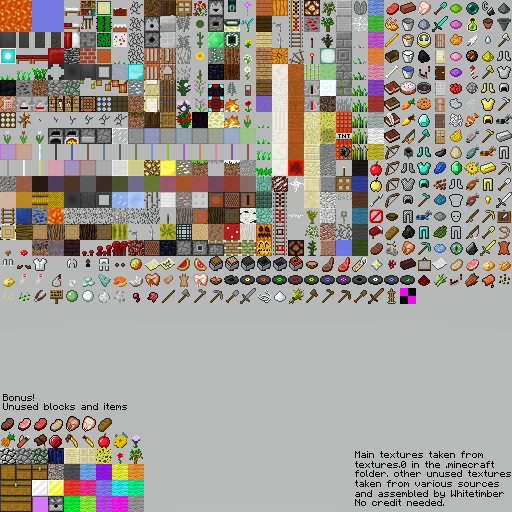 TNT
Bonus!
Unused blocks and items
Main textures taken from
textures.0 in the .minecraft
folder. other unused textures
taken from various sources
and assembled by Whitetimber
No credit needed.